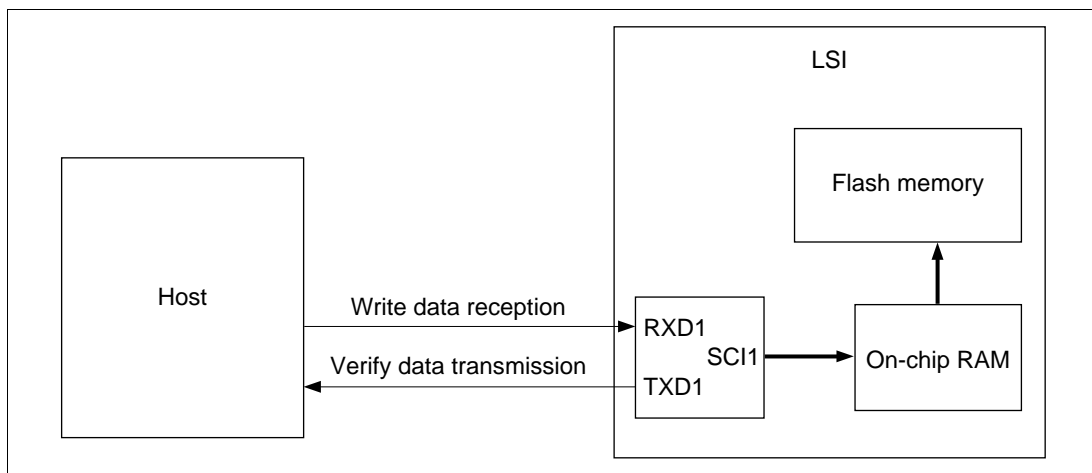 LSI
Flash memory
Host
Write data reception
RXD1
SCI1
On-chip RAM
Verify data transmission
TXD1